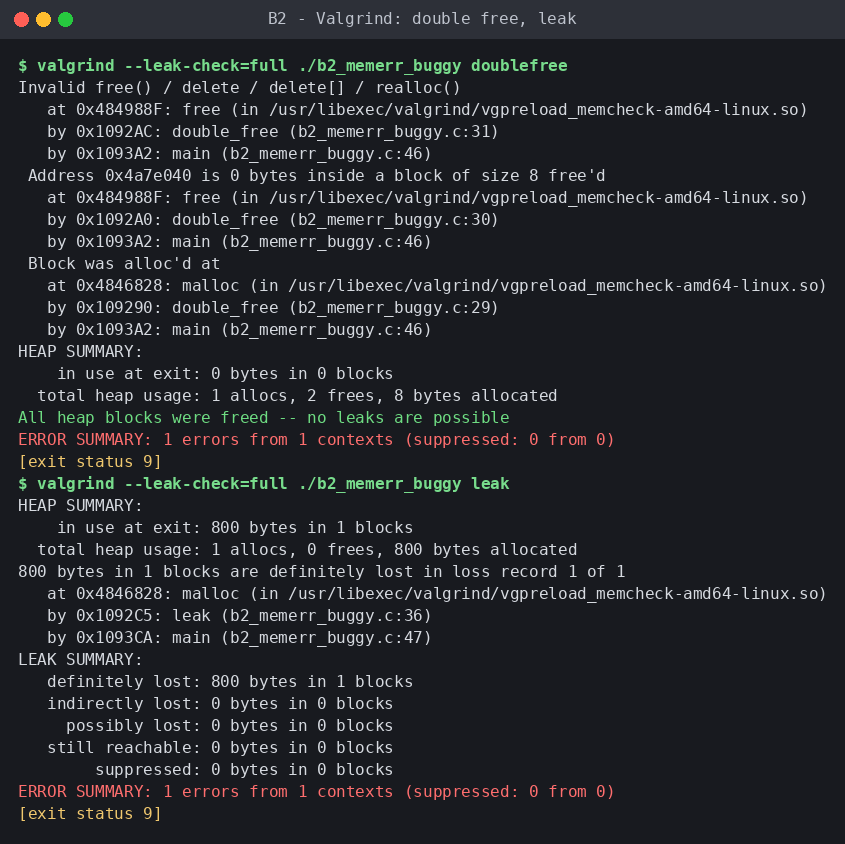 B2 - Valgrind: double free, leak
$ valgrind --leak-check=full ./b2_memerr_buggy doublefree
Invalid free() / delete / delete[] / realloc()
   at 0x484988F: free (in /usr/libexec/valgrind/vgpreload_memcheck-amd64-linux.so)
   by 0x1092AC: double_free (b2_memerr_buggy.c:31)
   by 0x1093A2: main (b2_memerr_buggy.c:46)
 Address 0x4a7e040 is 0 bytes inside a block of size 8 free'd
   at 0x484988F: free (in /usr/libexec/valgrind/vgpreload_memcheck-amd64-linux.so)
   by 0x1092A0: double_free (b2_memerr_buggy.c:30)
   by 0x1093A2: main (b2_memerr_buggy.c:46)
 Block was alloc'd at
   at 0x4846828: malloc (in /usr/libexec/valgrind/vgpreload_memcheck-amd64-linux.so)
   by 0x109290: double_free (b2_memerr_buggy.c:29)
   by 0x1093A2: main (b2_memerr_buggy.c:46)
HEAP SUMMARY:
    in use at exit: 0 bytes in 0 blocks
  total heap usage: 1 allocs, 2 frees, 8 bytes allocated
All heap blocks were freed -- no leaks are possible
ERROR SUMMARY: 1 errors from 1 contexts (suppressed: 0 from 0)
[exit status 9]
$ valgrind --leak-check=full ./b2_memerr_buggy leak
HEAP SUMMARY:
    in use at exit: 800 bytes in 1 blocks
  total heap usage: 1 allocs, 0 frees, 800 bytes allocated
800 bytes in 1 blocks are definitely lost in loss record 1 of 1
   at 0x4846828: malloc (in /usr/libexec/valgrind/vgpreload_memcheck-amd64-linux.so)
   by 0x1092C5: leak (b2_memerr_buggy.c:36)
   by 0x1093CA: main (b2_memerr_buggy.c:47)
LEAK SUMMARY:
   definitely lost: 800 bytes in 1 blocks
   indirectly lost: 0 bytes in 0 blocks
     possibly lost: 0 bytes in 0 blocks
   still reachable: 0 bytes in 0 blocks
        suppressed: 0 bytes in 0 blocks
ERROR SUMMARY: 1 errors from 1 contexts (suppressed: 0 from 0)
[exit status 9]